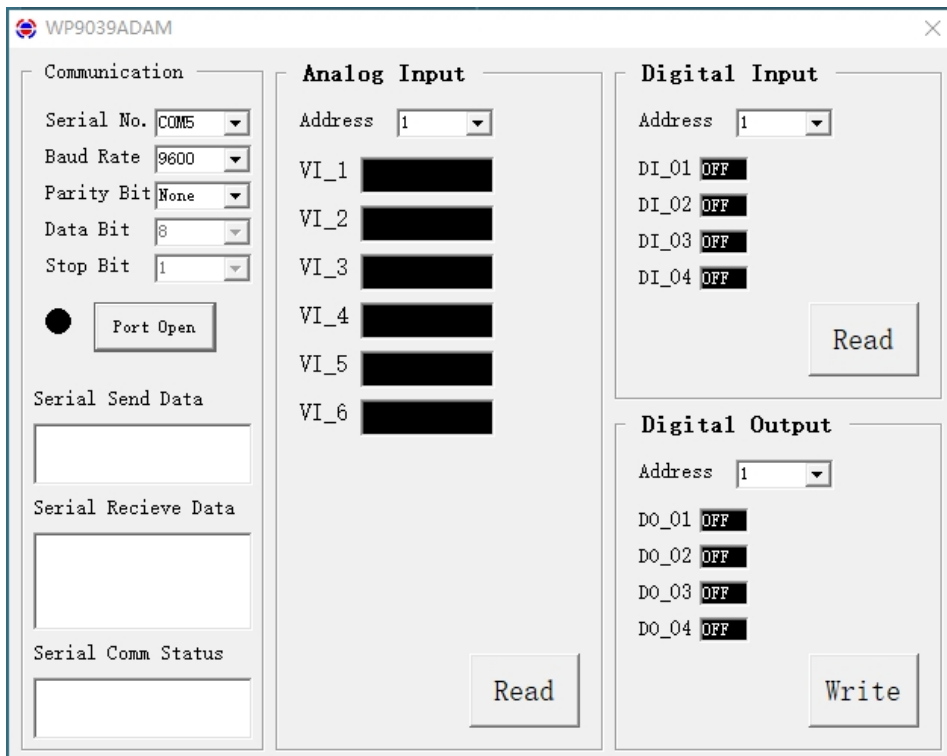 WP9039ADAM
Communication
Serial No. COM5
Baud Rate 9600
Parity Bit None
Data Bit 8
Stop Bit 1
Port Open
Serial Send Data
Serial Recieve Data
Serial Comm Status
Analog Input
Address 1
VI_1
VI_2
VI_3
VI_4
VI_5
VI_6
Read
Digital Input
Address 1
DI_01 OFF
DI_02 OFF
DI_03 OFF
DI_04 OFF
Read
Digital Output
Address 1
DO_01 OFF
DO_02 OFF
DO_03 OFF
DO_04 OFF
Write